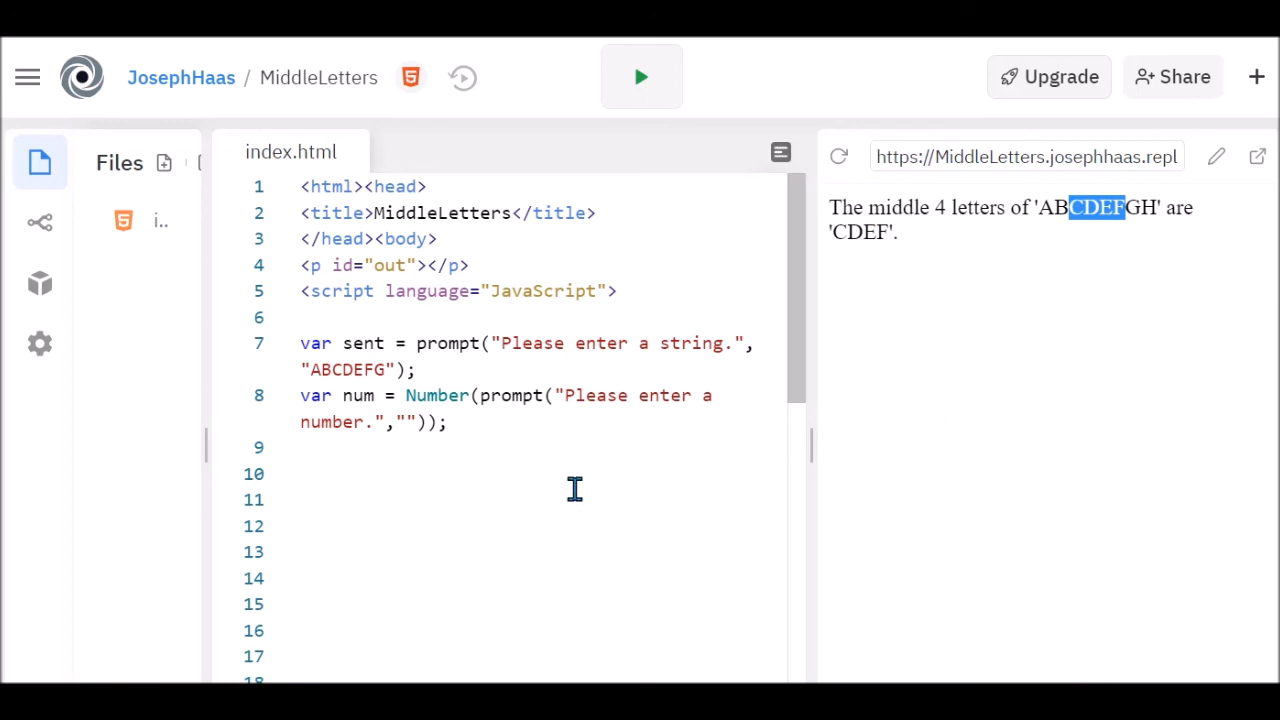 JosephHaas / MiddleLetters
Upgrade
Share
Files
i..
index.html
1 <html><head>
2 <title>MiddleLetters</title>
3 </head><body>
4 <p id="out"></p>
5 <script language="JavaScript">
6
7 var sent = prompt("Please enter a string.",
"ABCDEFG");
8 var num = Number(prompt("Please enter a
number.",""));
9
10
11
12
13
14
15
16
17
18
https://MiddleLetters.josephhaas.repl
The middle 4 letters of 'ABCDEFGH' are
'CDEF'.